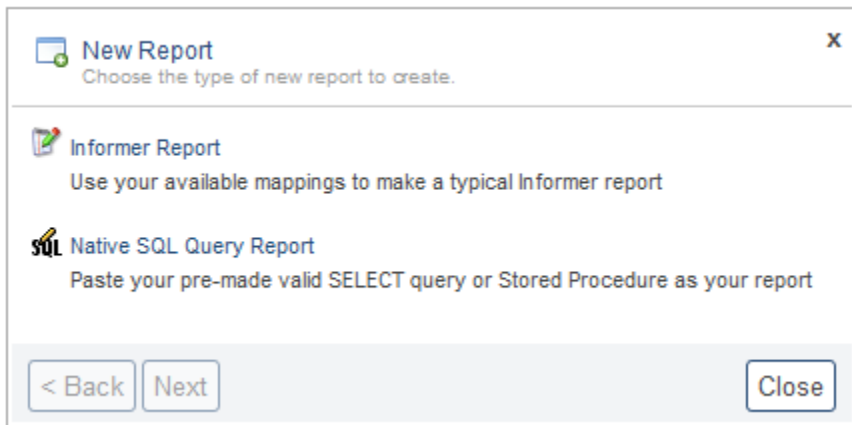 New Report
x
Choose the type of new report to create.
Informer Report
Use your available mappings to make a typical Informer report
SQL Native SQL Query Report
Paste your pre-made valid SELECT query or Stored Procedure as your report
< Back Next Close